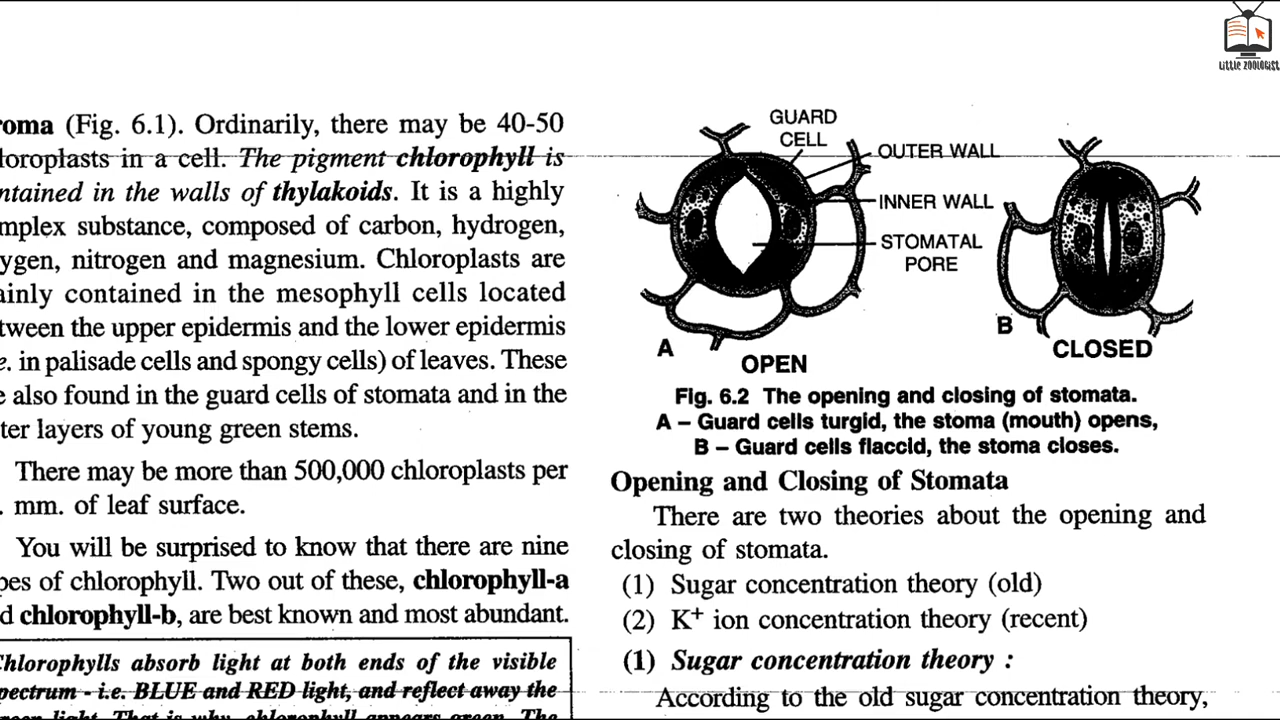 roma (Fig. 6.1). Ordinarily, there may be 40-50
loroplasts in a cell. The pigment chlorophyll is
ntained in the walls of thylakoids. It is a highly
mplex substance, composed of carbon, hydrogen,
ygen, nitrogen and magnesium. Chloroplasts are
ainly contained in the mesophyll cells located
tween the upper epidermis and the lower epidermis
e. in palisade cells and spongy cells) of leaves. These
e also found in the guard cells of stomata and in the
ter layers of young green stems.
There may be more than 500,000 chloroplasts per
. mm. of leaf surface.
You will be surprised to know that there are nine
pes of chlorophyll. Two out of these, chlorophyll-a
d chlorophyll-b, are best known and most abundant.
Chlorophylls absorb light at both ends of the visible
pectrum - i.e. BLUE and RED light, and reflect away the
reen light. That is why, chlorophyll appears green. The
LITTLE ZOOLOGIST
GUARD
CELL
OUTER WALL
INNER WALL
STOMATAL
PORE
A
OPEN
B
CLOSED
Fig. 6.2 The opening and closing of stomata.
A – Guard cells turgid, the stoma (mouth) opens,
B – Guard cells flaccid, the stoma closes.
Opening and Closing of Stomata
There are two theories about the opening and
closing of stomata.
(1) Sugar concentration theory (old)
(2) K+ ion concentration theory (recent)
(1) Sugar concentration theory :
According to the old sugar concentration theory,